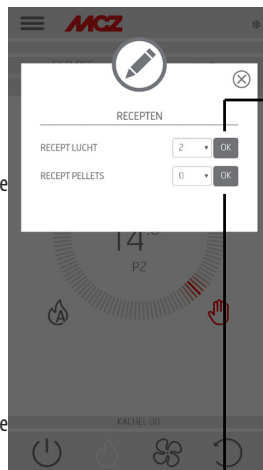 MCZ
RECEPTEN
RECEPT LUCHT 2 OK
RECEPT PELLETS 0 OK
e
14
P2
A
KACHEL UIT
e